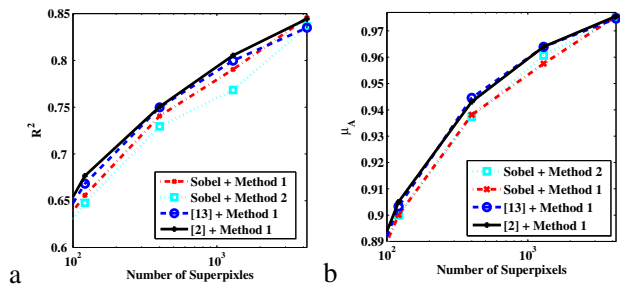 0.85
0.8
0.75
0.7
0.65
0.6
R²
10² 10³
Number of Superpixles
Sobel + Method 1
Sobel + Method 2
[13] + Method 1
[2] + Method 1
a
0.97
0.96
0.95
0.94
0.93
0.92
0.91
0.9
0.89
μ_A
10² 10³
Number of Superpixels
Sobel + Method 2
Sobel + Method 1
[13] + Method 1
[2] + Method 1
b